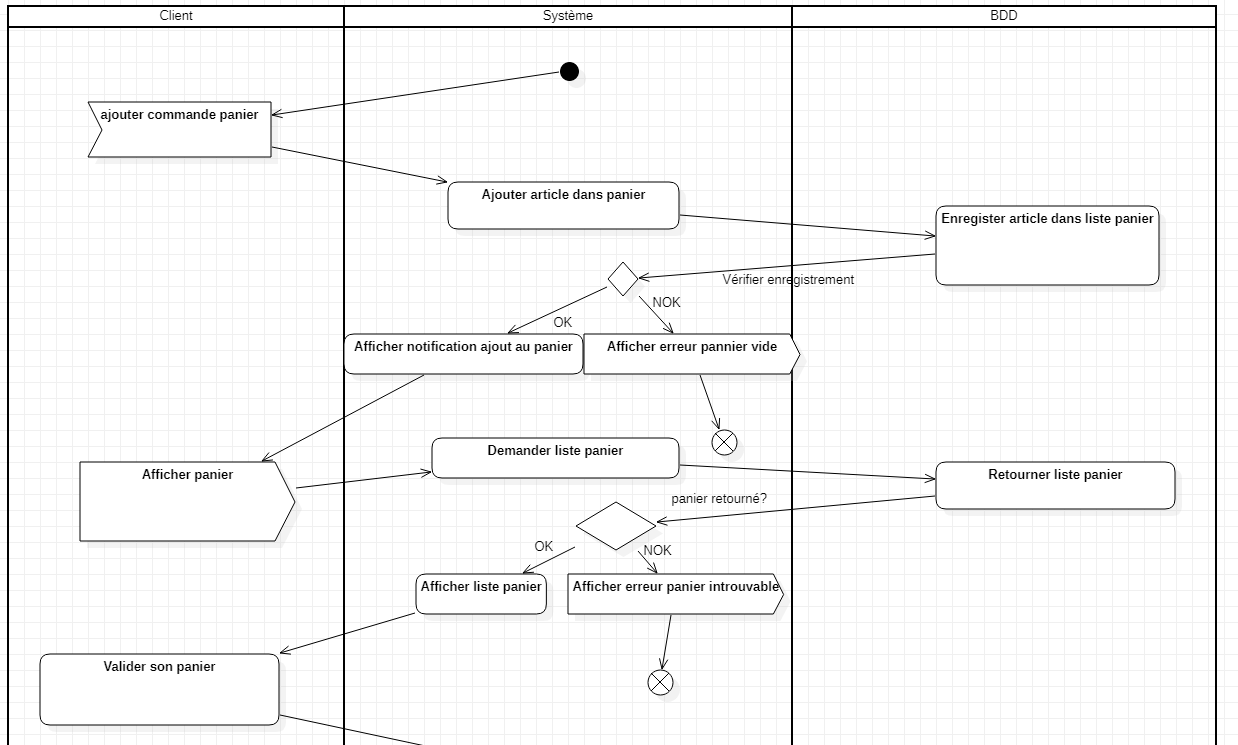 Client
Système
BDD
ajouter commande panier
Ajouter article dans panier
Enregister article dans liste panier
Vérifier enregistrement
NOK
OK
Afficher notification ajout au panier
Afficher erreur pannier vide
Demander liste panier
Afficher panier
Retourner liste panier
panier retourné?
OK
NOK
Afficher liste panier
Afficher erreur panier introuvable
Valider son panier